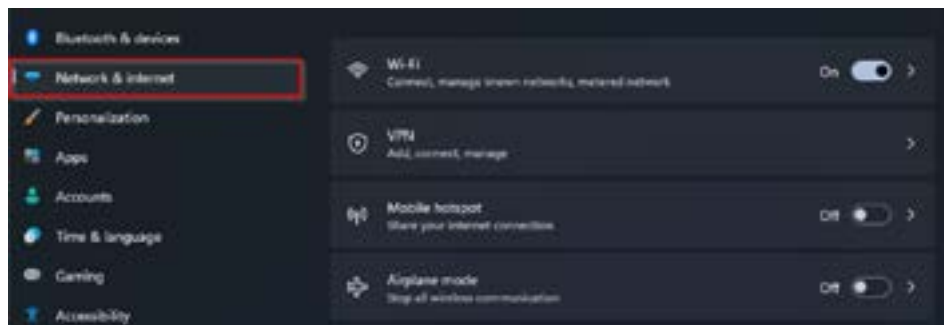 Bluetooth & devices
Network & internet
Personalization
Apps
Accounts
Time & language
Gaming
Accessibility
Wi-Fi
Connect, manage known networks, metered network
On
VPN
Add, connect, manage
Mobile hotspot
Share your internet connection
Off
Airplane mode
Stop all wireless communication
Off